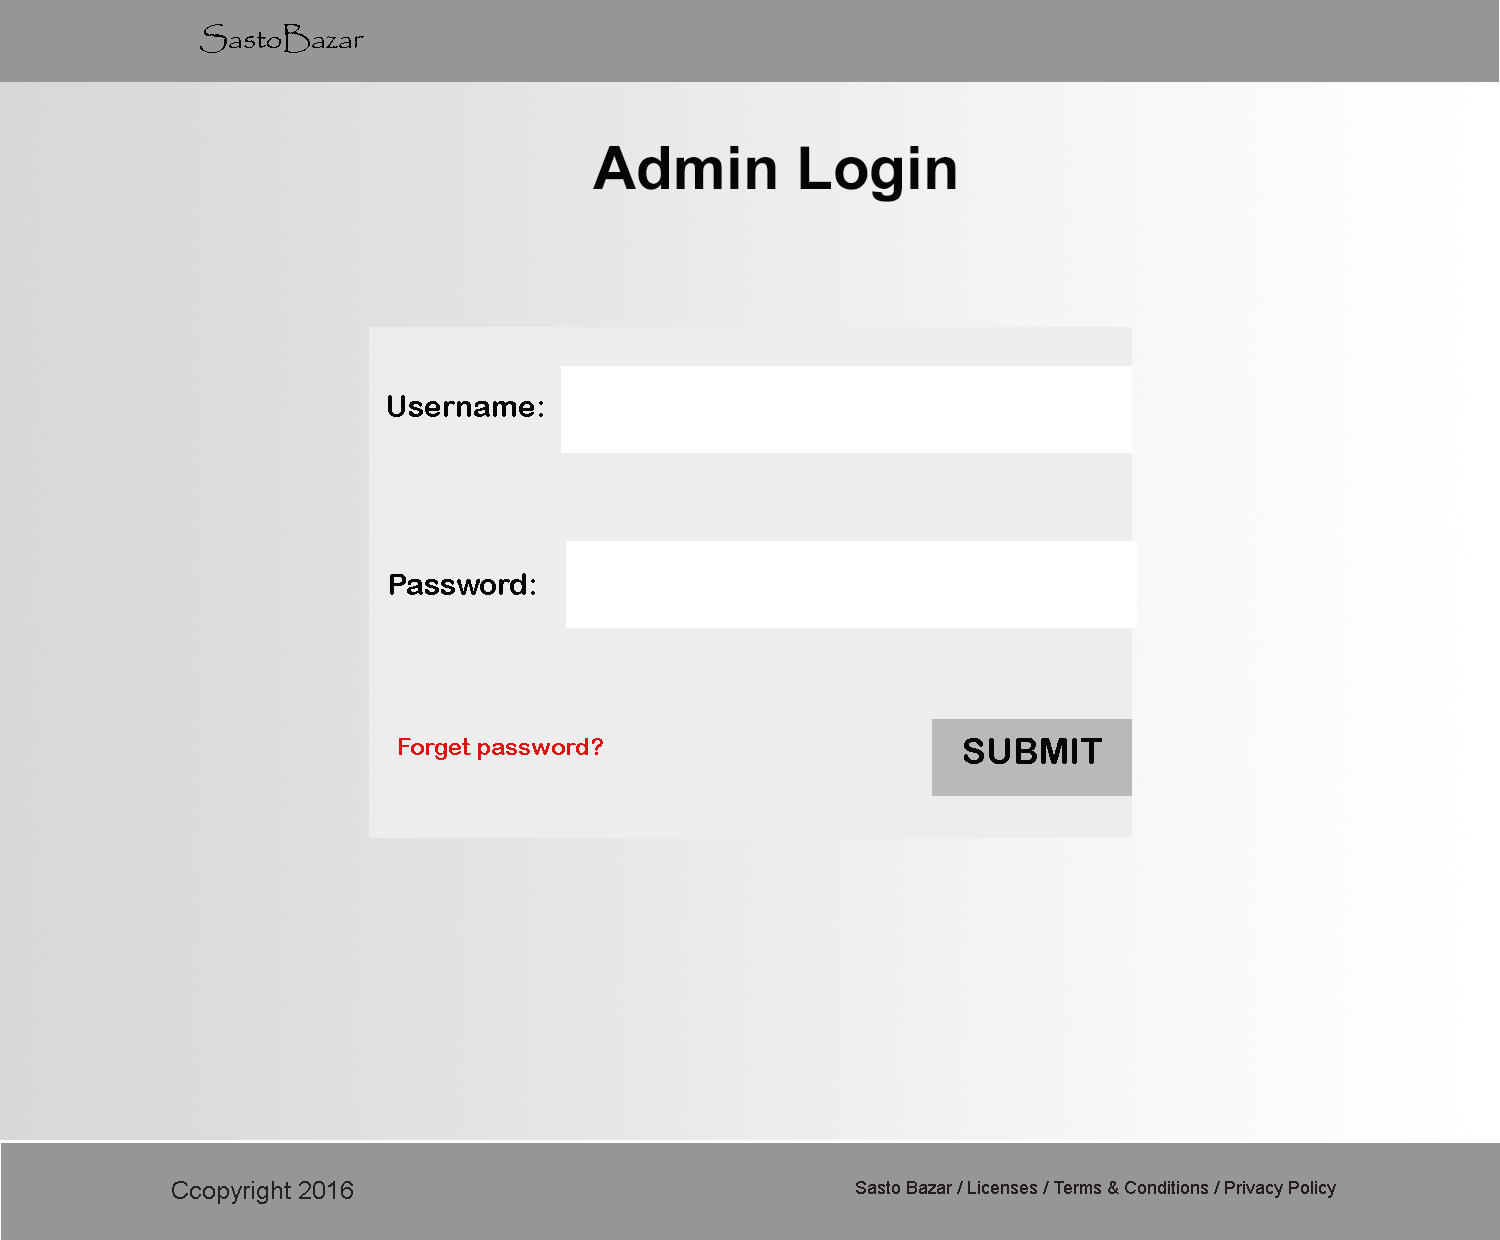 SastoBazar
Admin Login
Username:
Password:
Forget password?
SUBMIT
Ccopyright 2016
Sasto Bazar / Licenses / Terms & Conditions / Privacy Policy